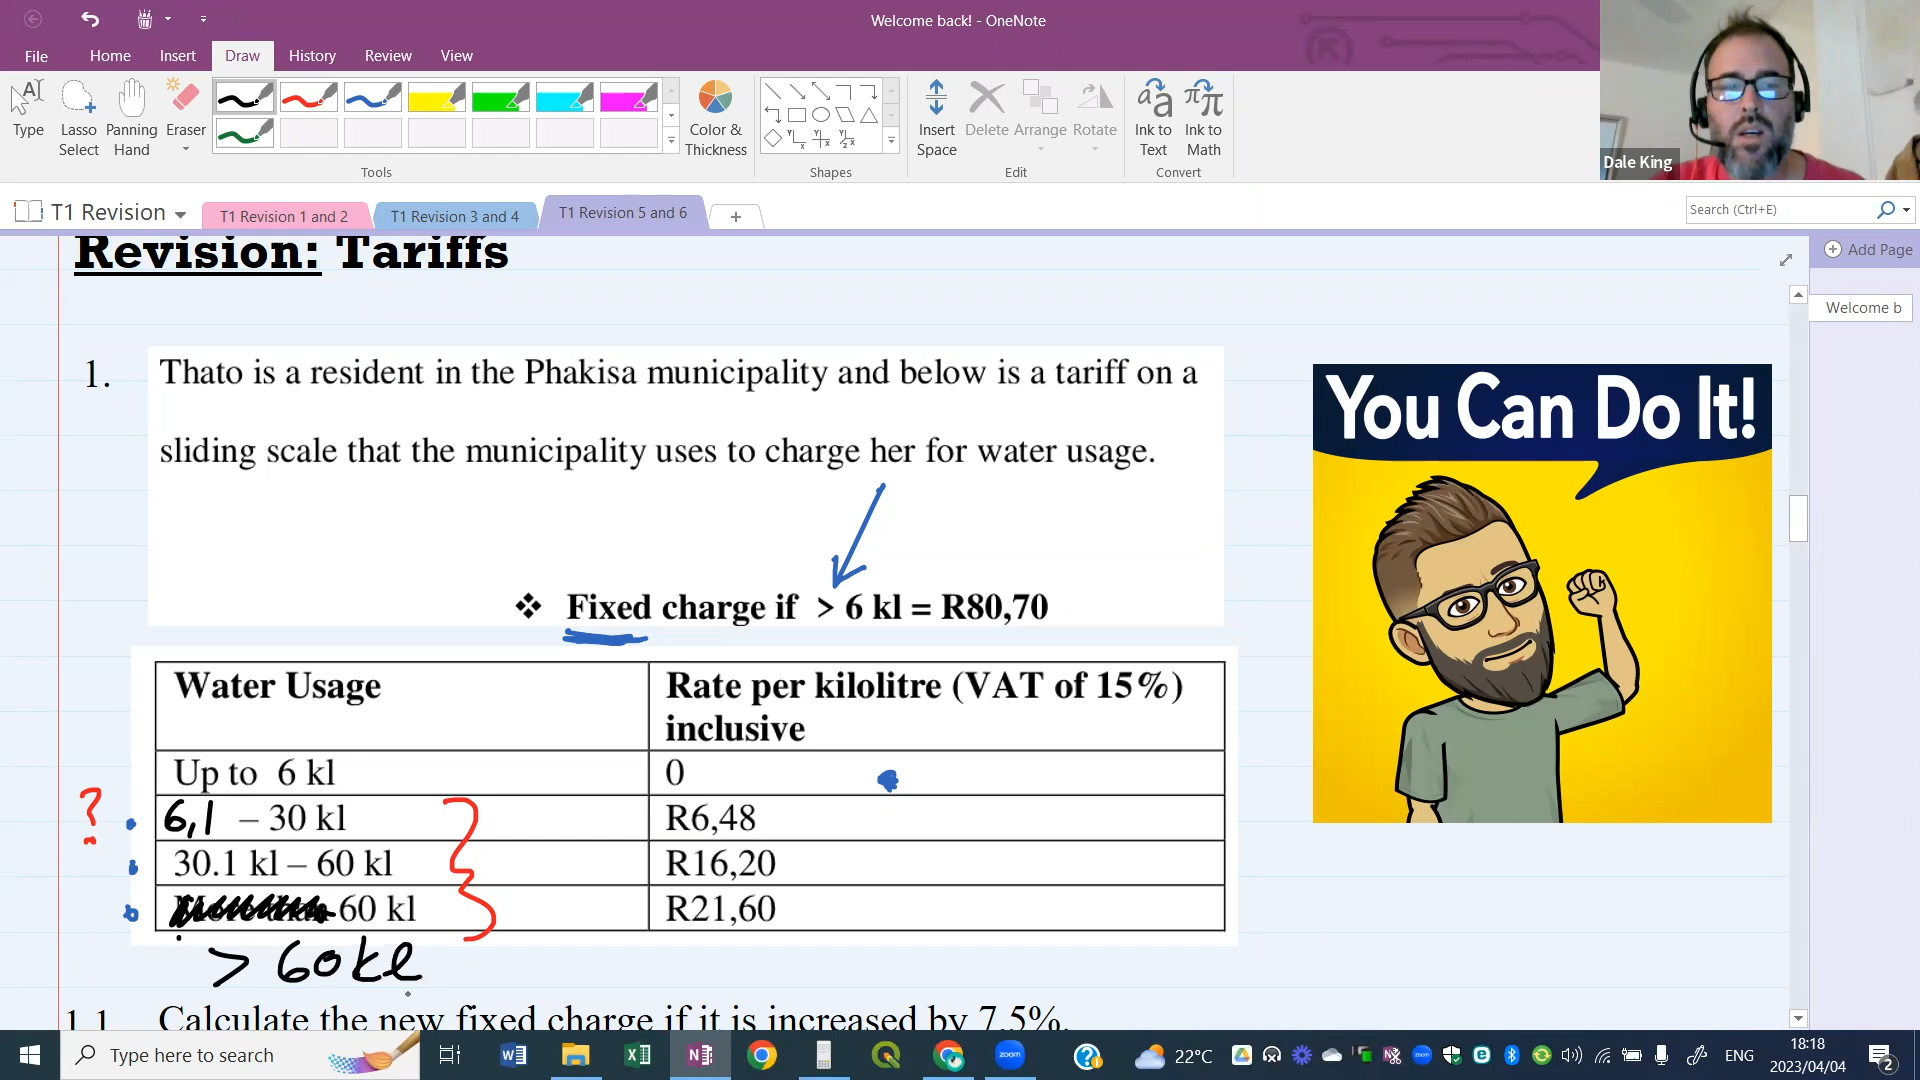 Welcome back! - OneNote
File Home Insert Draw History Review View
Type
Lasso Select
Panning Hand
Eraser
Color & Thickness
Insert Space
Delete
Arrange
Rotate
Ink to Text
Ink to Math
Tools
Shapes
Edit
Convert
Dale King
T1 Revision
T1 Revision 1 and 2
T1 Revision 3 and 4
T1 Revision 5 and 6
Search (Ctrl+E)
Add Page
Welcome b
Revision: Tariffs
1. Thato is a resident in the Phakisa municipality and below is a tariff on a
sliding scale that the municipality uses to charge her for water usage.
❖ Fixed charge if > 6 kl = R80,70
You Can Do It!
Water Usage Rate per kilolitre (VAT of 15%)
inclusive
Up to 6 kl 0
? 6,1 – 30 kl R6,48
30.1 kl – 60 kl R16,20
60 kl R21,60
> 60kl
1.1 Calculate the new fixed charge if it is increased by 7.5%.
Type here to search
22°C
ENG
18:18
2023/04/04
2
zoom